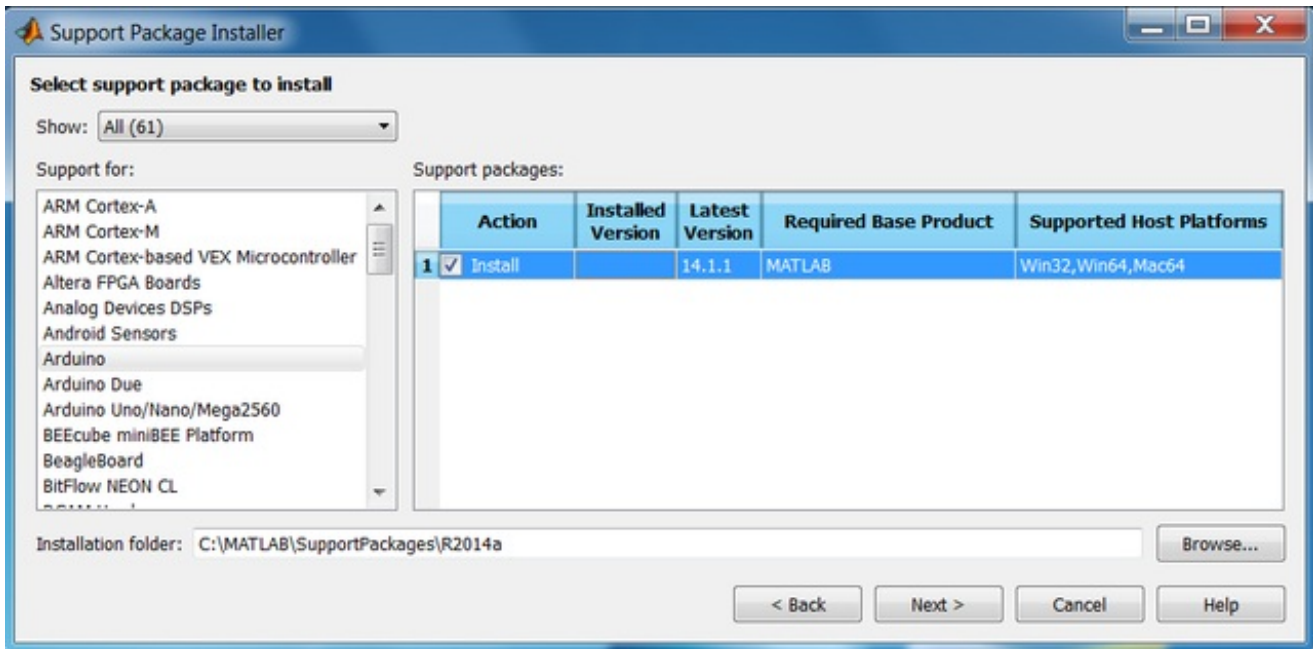 Support Package Installer
Select support package to install
Show: All (61)
Support for:
Support packages:
ARM Cortex-A
ARM Cortex-M
ARM Cortex-based VEX Microcontroller
Altera FPGA Boards
Analog Devices DSPs
Android Sensors
Arduino
Arduino Due
Arduino Uno/Nano/Mega2560
BEEcube miniBEE Platform
BeagleBoard
BitFlow NEON CL
Action
Installed Version
Latest Version
Required Base Product
Supported Host Platforms
1 Install 14.1.1 MATLAB Win32,Win64,Mac64
Installation folder: C:\MATLAB\SupportPackages\R2014a
Browse...
< Back Next > Cancel Help